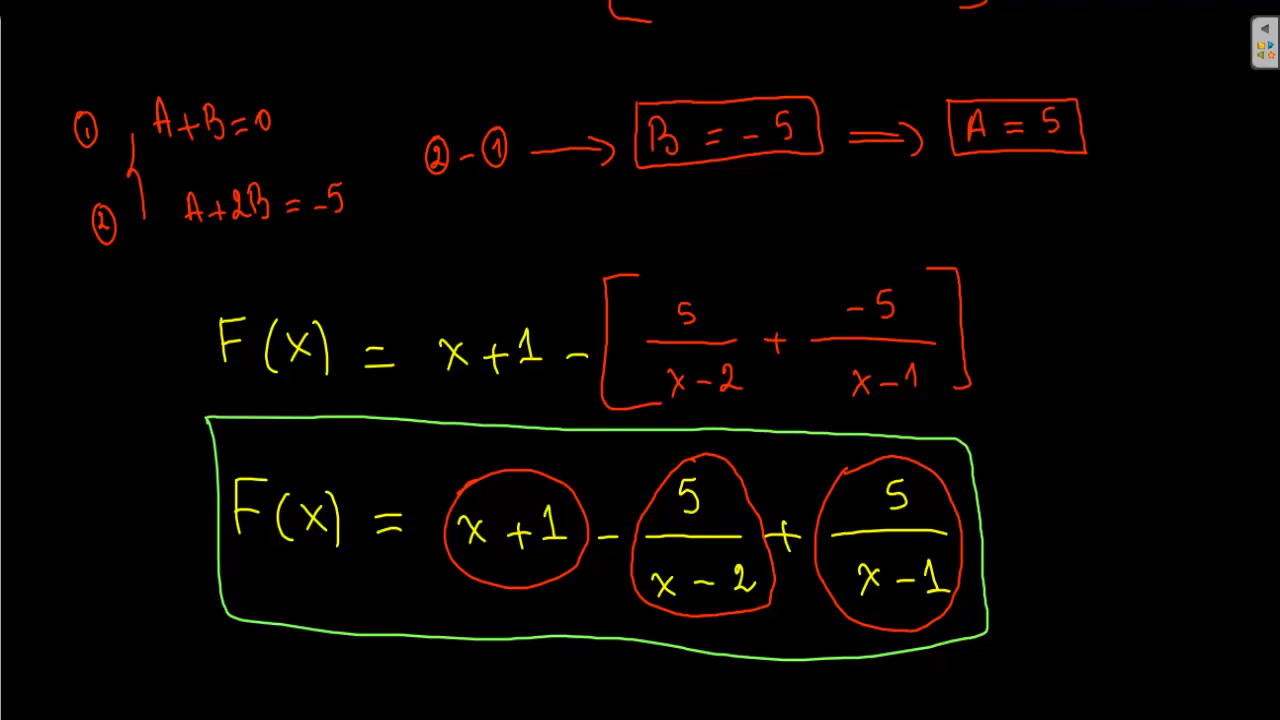 ① A+B=0
② A+2B=-5
②-① ⟶ B = -5 ⟹ A = 5
F(x) = x+1 - [ 5/(x-2) + -5/(x-1) ]
F(x) = x+1 - 5/(x-2) + 5/(x-1)